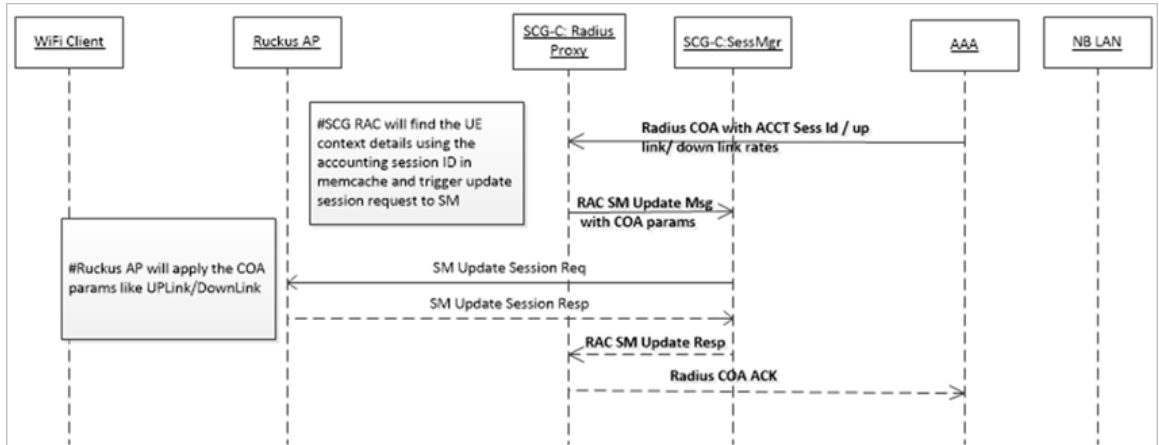 WiFi Client
Ruckus AP
SCG-C: Radius
Proxy
SCG-C:SessMgr
AAA
NB LAN
#SCG RAC will find the UE
context details using the
accounting session ID in
memcache and trigger update
session request to SM
Radius COA with ACCT Sess Id / up
link/ down link rates
RAC SM Update Msg
with COA params
#Ruckus AP will apply the COA
params like UPLink/DownLink
SM Update Session Req
SM Update Session Resp
RAC SM Update Resp
Radius COA ACK